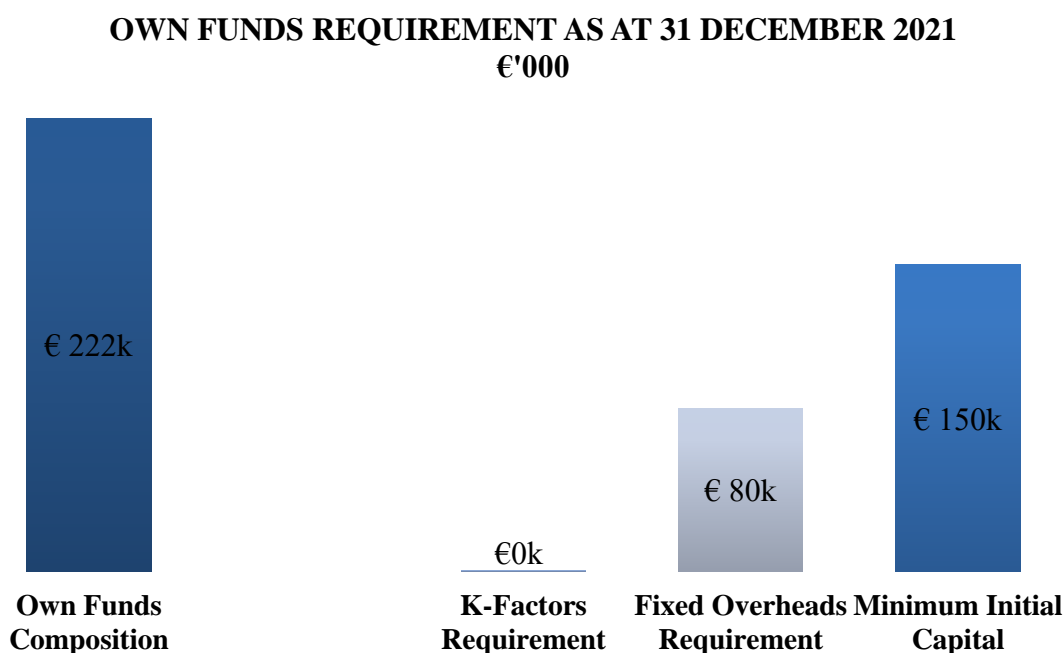 OWN FUNDS REQUIREMENT AS AT 31 DECEMBER 2021
€'000
€ 222k
€0k
€ 80k
€ 150k
Own Funds
Composition
K-Factors
Requirement
Fixed Overheads
Requirement
Minimum Initial
Capital